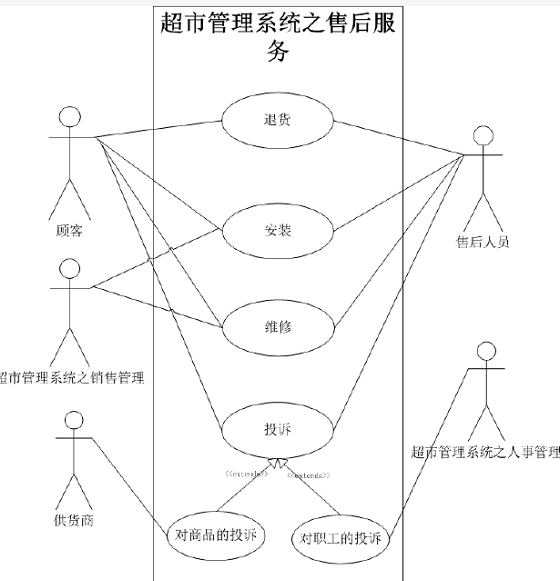 超市管理系统之售后服
务
退货
顾客
安装
售后人员
超市管理系统之销售管理
维修
投诉
超市管理系统之人事管理
<<extends>>
<<extends>>
供货商
对商品的投诉
对职工的投诉